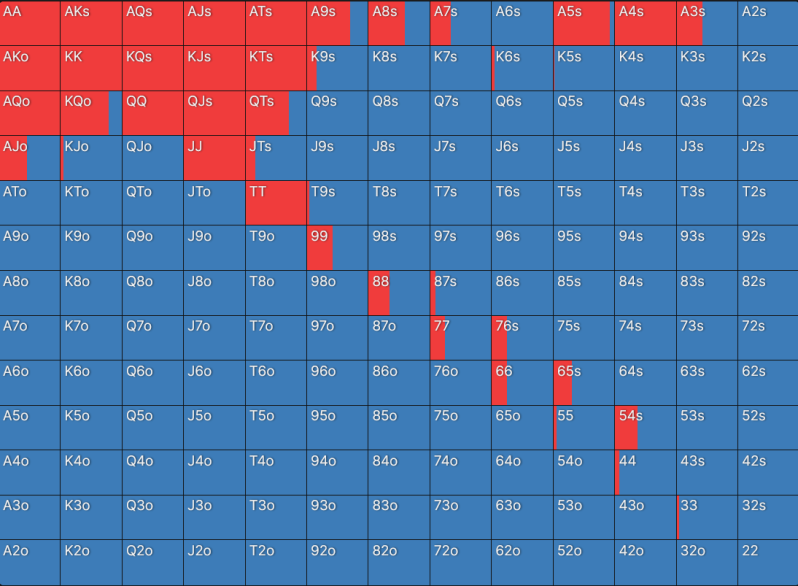 AA AKs AQs AJs ATs A9s A8s A7s A6s A5s A4s A3s A2s
AKo KK KQs KJs KTs K9s K8s K7s K6s K5s K4s K3s K2s
AQo KQo QQ QJs QTs Q9s Q8s Q7s Q6s Q5s Q4s Q3s Q2s
AJo KJo QJo JJ JTs J9s J8s J7s J6s J5s J4s J3s J2s
ATo KTo QTo JTo TT T9s T8s T7s T6s T5s T4s T3s T2s
A9o K9o Q9o J9o T9o 99 98s 97s 96s 95s 94s 93s 92s
A8o K8o Q8o J8o T8o 98o 88 87s 86s 85s 84s 83s 82s
A7o K7o Q7o J7o T7o 97o 87o 77 76s 75s 74s 73s 72s
A6o K6o Q6o J6o T6o 96o 86o 76o 66 65s 64s 63s 62s
A5o K5o Q5o J5o T5o 95o 85o 75o 65o 55 54s 53s 52s
A4o K4o Q4o J4o T4o 94o 84o 74o 64o 54o 44 43s 42s
A3o K3o Q3o J3o T3o 93o 83o 73o 63o 53o 43o 33 32s
A2o K2o Q2o J2o T2o 92o 82o 72o 62o 52o 42o 32o 22